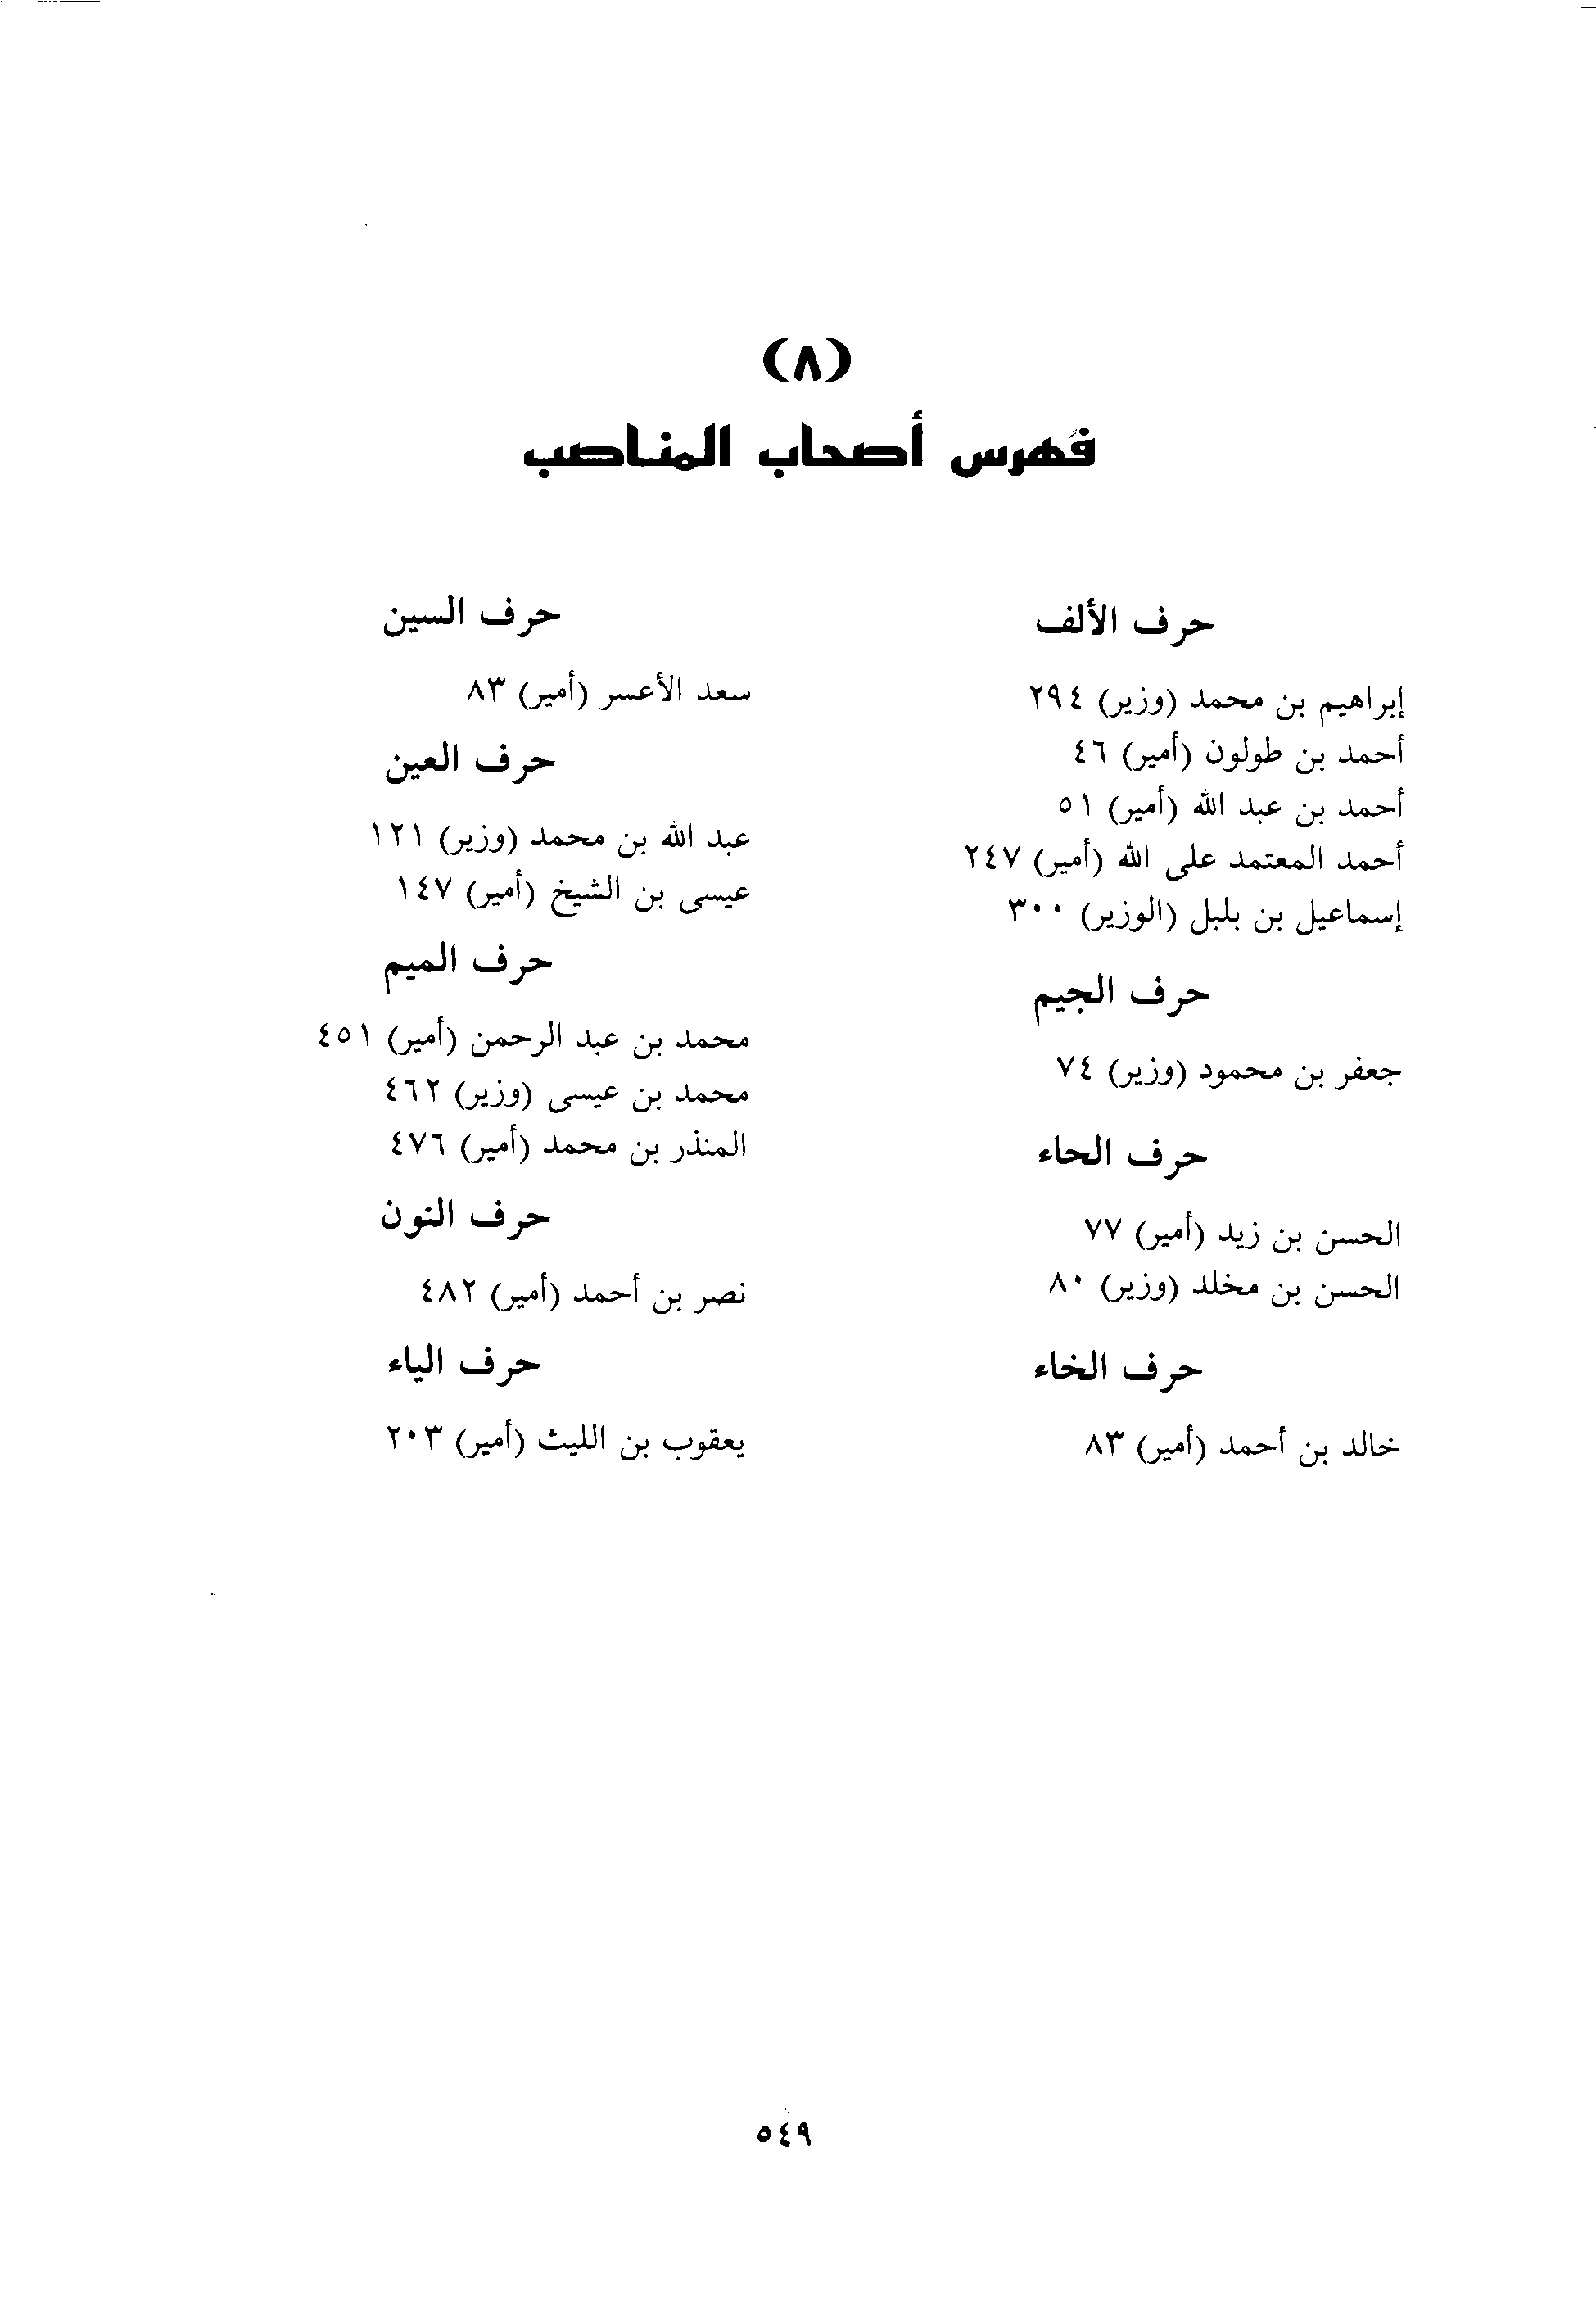 (٨)
فهرس أصحاب المناصب
حرف الألف
إبراهيم بن محمد (وزير) ٢٩٤
أحمد بن طولون (أمير) ٤٦
أحمد بن عبد الله (أمير) ٥١
أحمد المعتمد على الله (أمير) ٢٤٧
إسماعيل بن بلبل (الوزير) ٣٠٠
حرف الجيم
جعفر بن محمود (وزير) ٧٤
حرف الحاء
الحسن بن زيد (أمير) ٧٧
الحسن بن مخلد (وزير) ٨٠
حرف الخاء
خالد بن أحمد (أمير) ٨٣
حرف السين
سعد الأعسر (أمير) ٨٣
حرف العين
عبد الله بن محمد (وزير) ١٢١
عيسى بن الشيخ (أمير) ١٤٧
حرف الميم
محمد بن عبد الرحمن (أمير) ٤٥١
محمد بن عيسى (وزير) ٤٦٢
المنذر بن محمد (أمير) ٤٧٦
حرف النون
نصر بن أحمد (أمير) ٤٨٢
حرف الياء
يعقوب بن الليث (أمير) ٢٠٣
٥٤٩